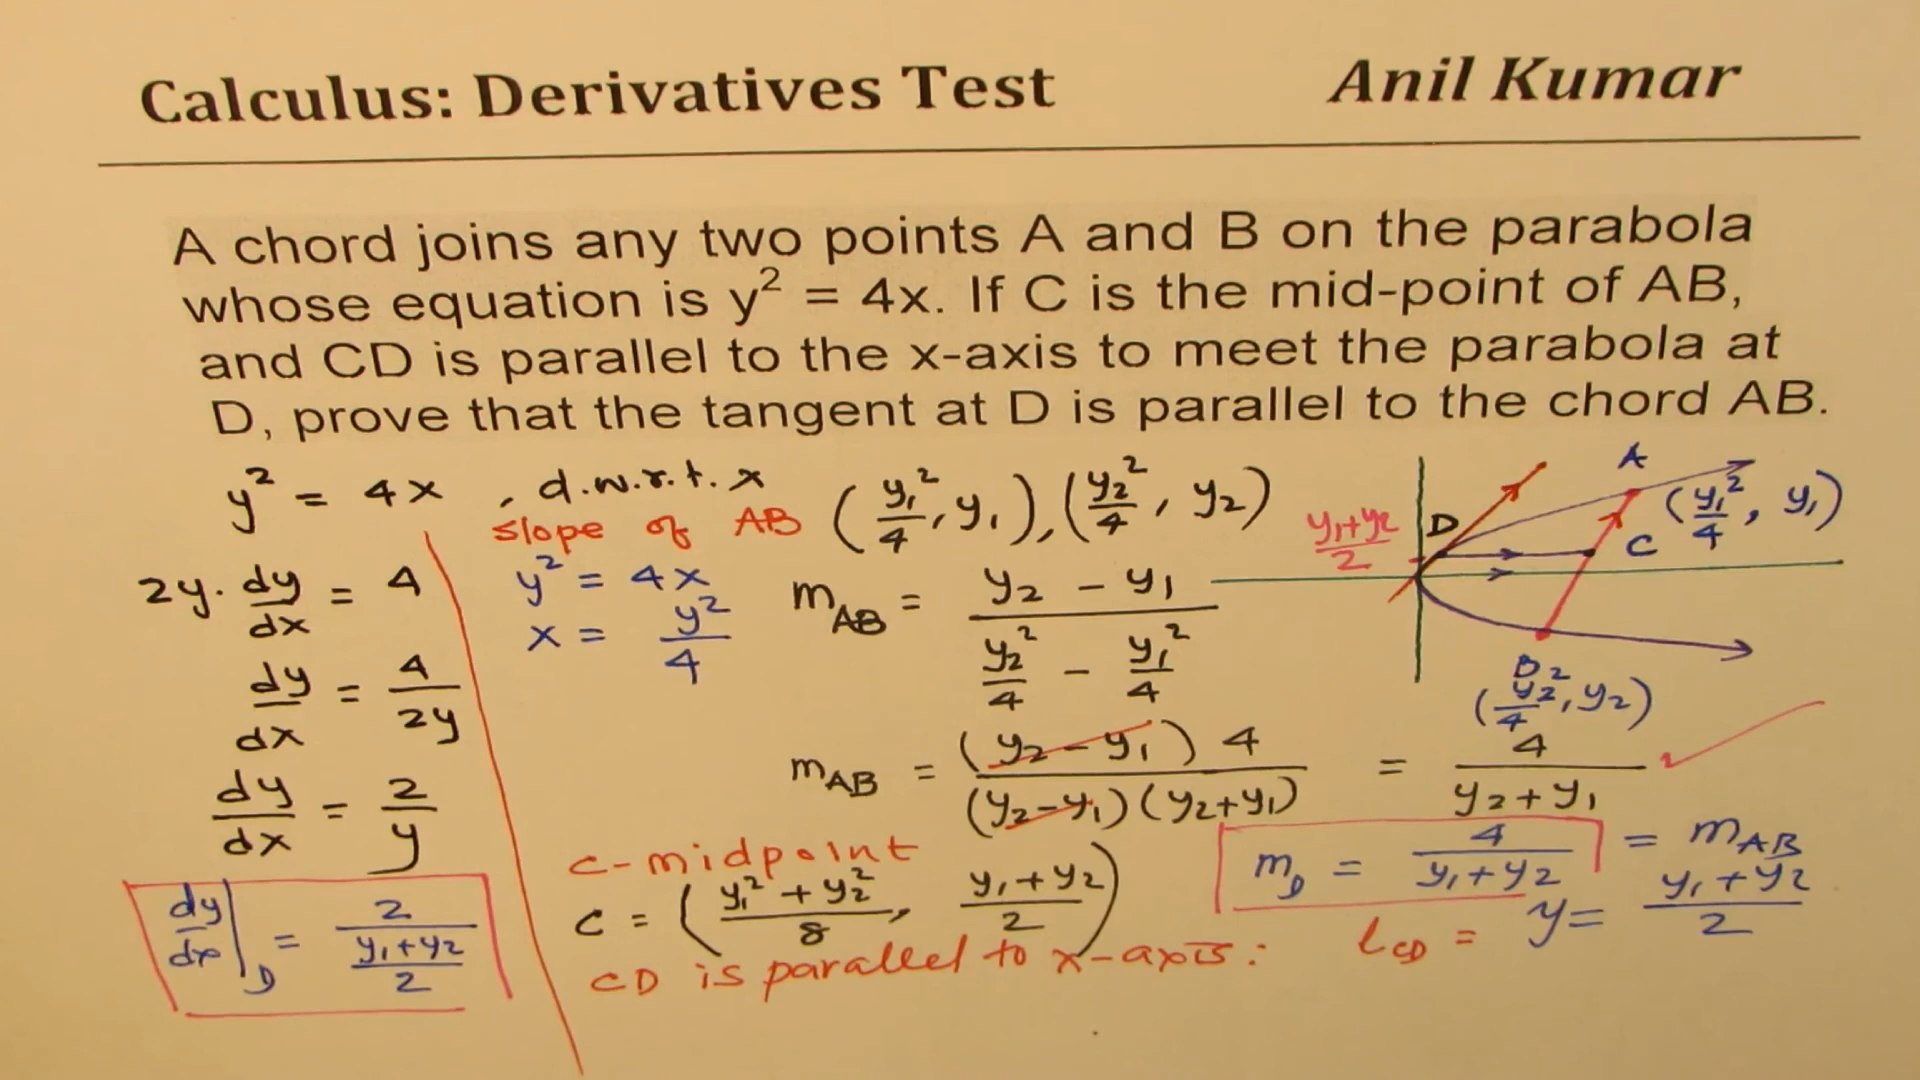 Calculus: Derivatives Test
Anil Kumar
A chord joins any two points A and B on the parabola
whose equation is y² = 4x. If C is the mid-point of AB,
and CD is parallel to the x-axis to meet the parabola at
D, prove that the tangent at D is parallel to the chord AB.
y² = 4x , d.w.r.t. x
2y. dy/dx = 4
dy/dx = 4/2y
dy/dx = 2/y
dy/dx|D = 2/((y₁+y₂)/2)
slope of AB (y₁²/4, y₁), (y₂²/4, y₂)
y² = 4x
x = y²/4
mAB = (y₂ - y₁)/(y₂²/4 - y₁²/4)
mAB = (y₂-y₁) 4/(y₂-y₁)(y₂+y₁) = 4/(y₂+y₁)
c-midpoint
C = ((y₁²+y₂²)/8, (y₁+y₂)/2)
CD is parallel to x-axis: lCD = y = (y₁+y₂)/2
mD = 4/(y₁+y₂) = mAB
(y₁+y₂)/2
D
A
(y₁²/4, y₁)
C
B
(y₂²/4, y₂)